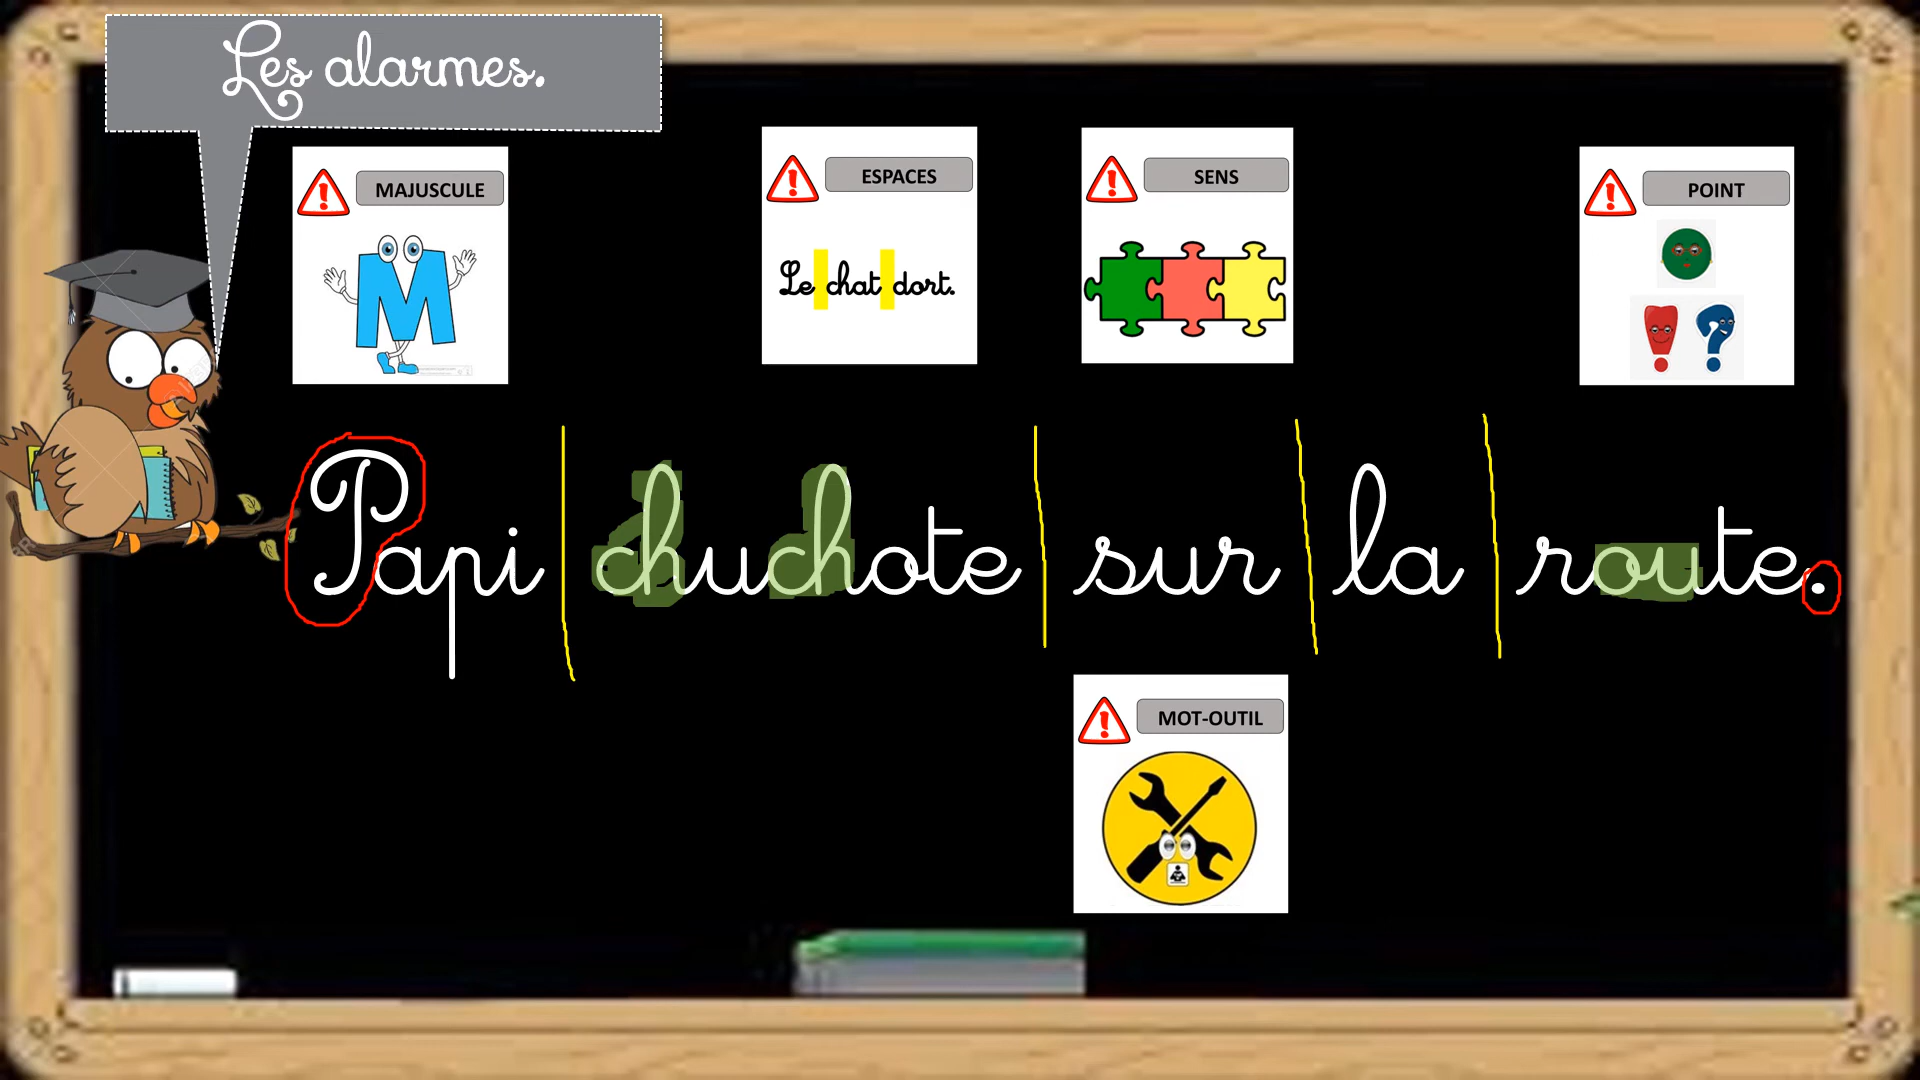 Les alarmes.
MAJUSCULE
ESPACES
Le chat dort.
SENS
POINT
Papi chuchote sur la route.
MOT-OUTIL